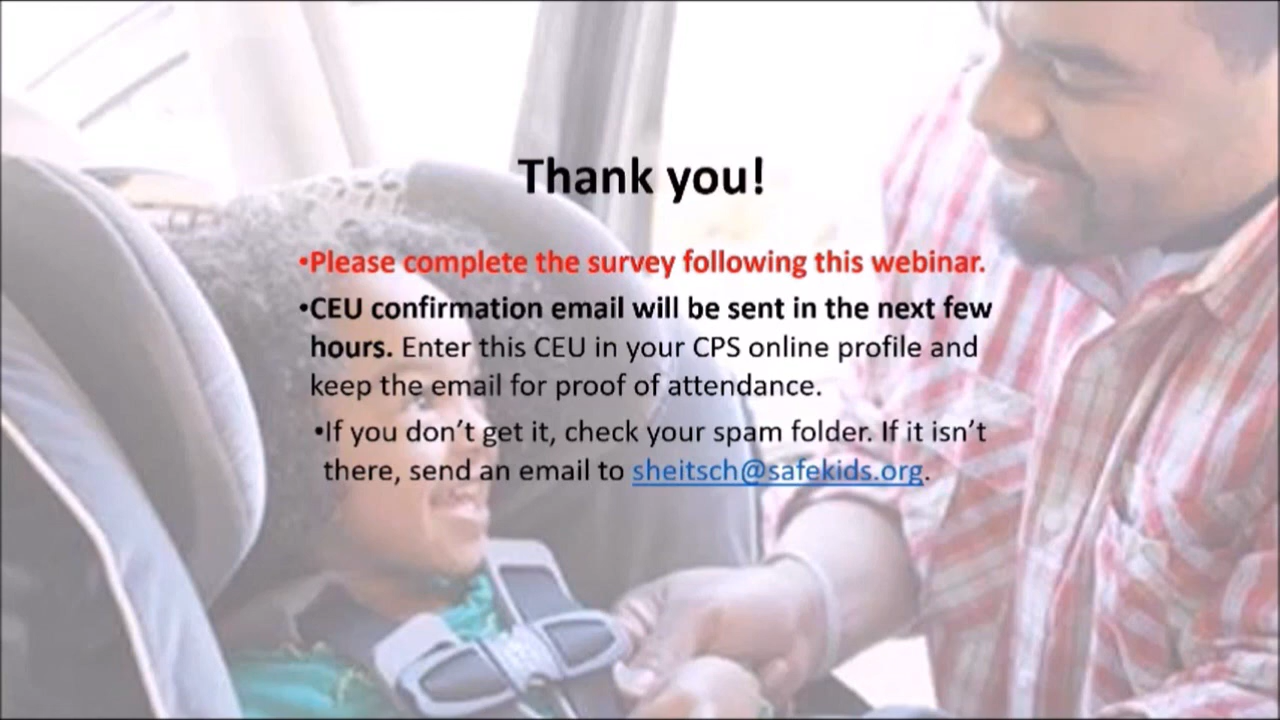 Thank you!
•Please complete the survey following this webinar.
•CEU confirmation email will be sent in the next few
hours. Enter this CEU in your CPS online profile and
keep the email for proof of attendance.
•If you don’t get it, check your spam folder. If it isn’t
there, send an email to sheitsch@safekids.org.